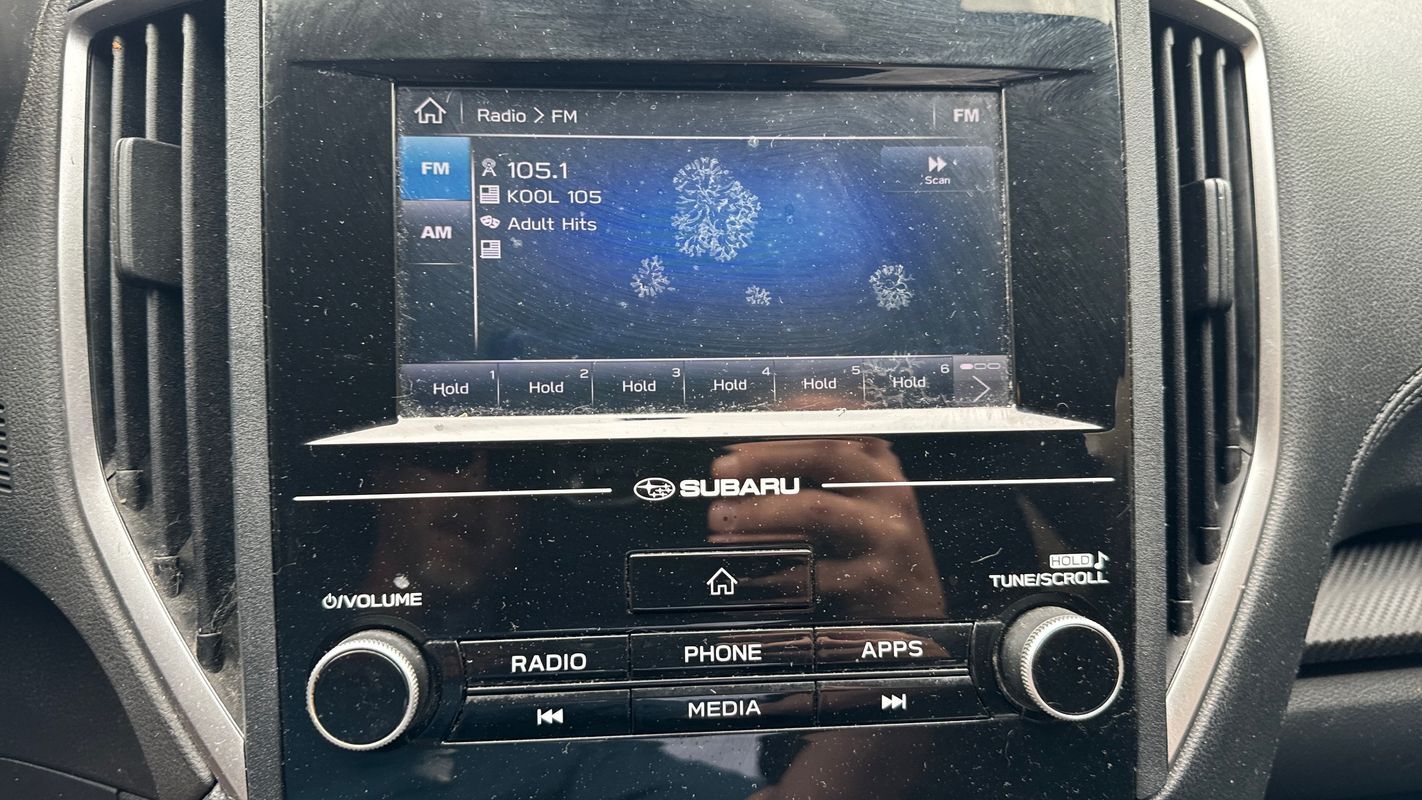 Radio > FM
FM
FM
105.1
KOOL 105
Scan
Adult Hits
AM
Hold 1
Hold 2
Hold 3
Hold 4
Hold 5
Hold 6
SUBARU
HOLD
TUNE/SCROLL
/VOLUME
RADIO
PHONE
APPS
MEDIA